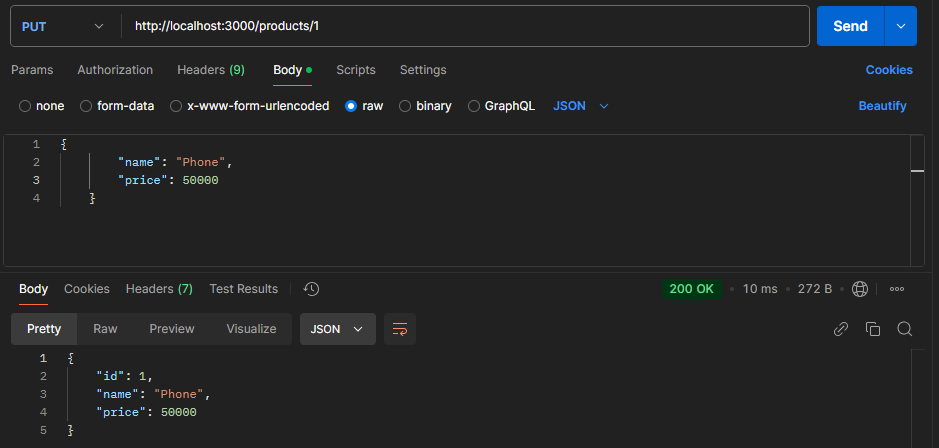 PUT http://localhost:3000/products/1 Send
Params Authorization Headers (9) Body Scripts Settings Cookies
none form-data x-www-form-urlencoded raw binary GraphQL JSON Beautify
1 {
2 "name": "Phone",
3 "price": 50000
4 }
Body Cookies Headers (7) Test Results 200 OK • 10 ms • 272 B •
Pretty Raw Preview Visualize JSON
1 {
2 "id": 1,
3 "name": "Phone",
4 "price": 50000
5 }